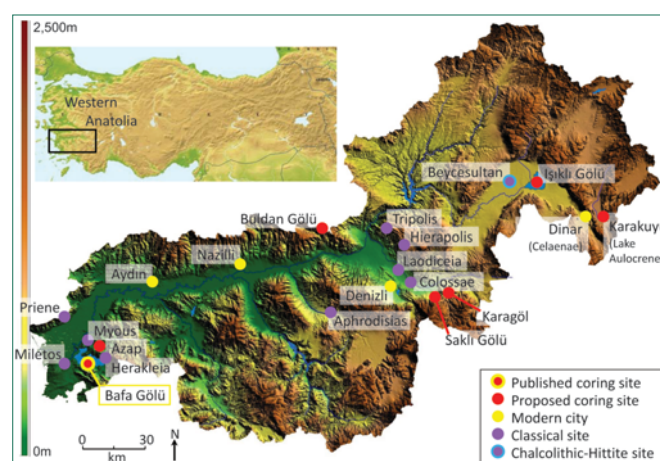 2,500m
Western
Anatolia
Beycesultan
Işıklı Gölü
Buldan Gölü
Tripolis
Hierapolis
Dinar
(Celaenae)
Karakuyu
(Lake
Aulocrene)
Nazilli
Laodiceia
Aydın
Denizli
Colossae
Priene
Aphrodisias
Karagöl
Saklı Gölü
Myous
Azap
Miletos
Herakleia
Bafa Gölü
Published coring site
Proposed coring site
Modern city
Classical site
Chalcolithic-Hittite site
0
30
km
N
0m